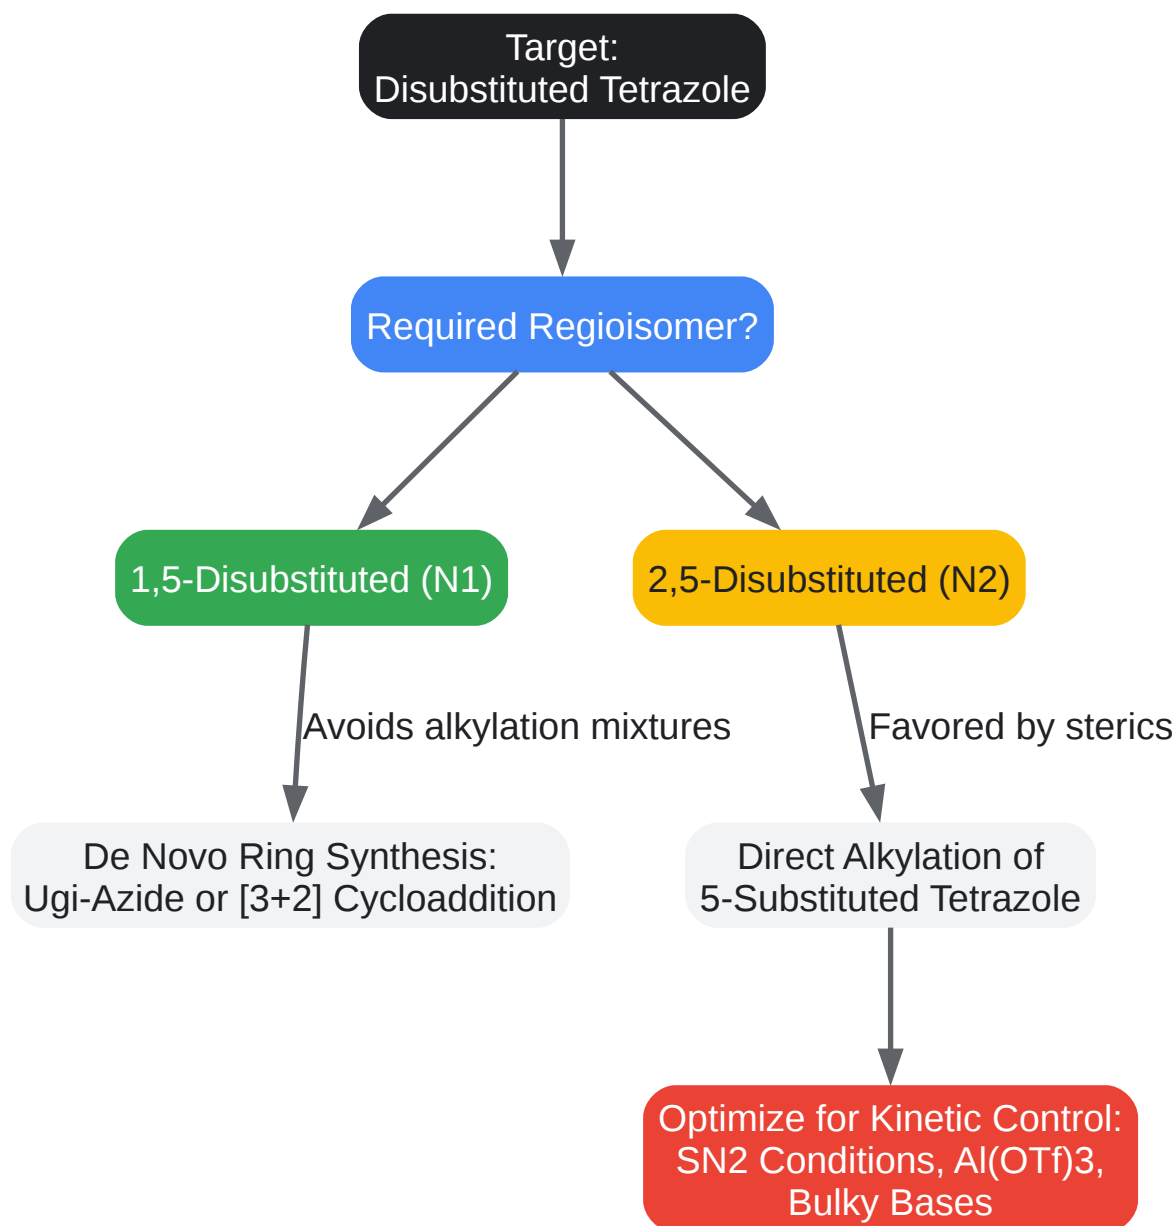 Target:
Disubstituted Tetrazole
Required Regioisomer?
1,5-Disubstituted (N1)
2,5-Disubstituted (N2)
Avoids alkylation mixtures
Favored by sterics
De Novo Ring Synthesis:
Ugi-Azide or [3+2] Cycloaddition
Direct Alkylation of
5-Substituted Tetrazole
Optimize for Kinetic Control:
SN2 Conditions, Al(OTf)3,
Bulky Bases